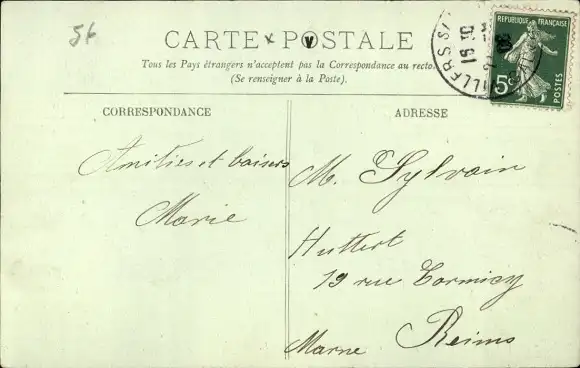 56
CARTE POSTALE
Tous les Pays étrangers n'acceptent pas la Correspondance au recto.
(Se renseigner à la Poste).
REPUBLIQUE FRANÇAISE
5c
POSTES
CORRESPONDANCE
ADRESSE
Amitiés et baisers
Marie
M. Sylvain
Huttert
19 rue Cormicy
Reims
Marne